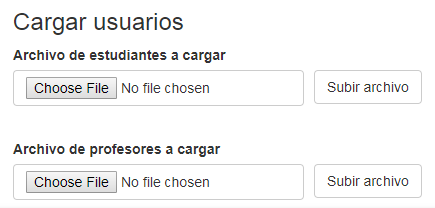 Cargar usuarios
Archivo de estudiantes a cargar
Choose File No file chosen Subir archivo
Archivo de profesores a cargar
Choose File No file chosen Subir archivo